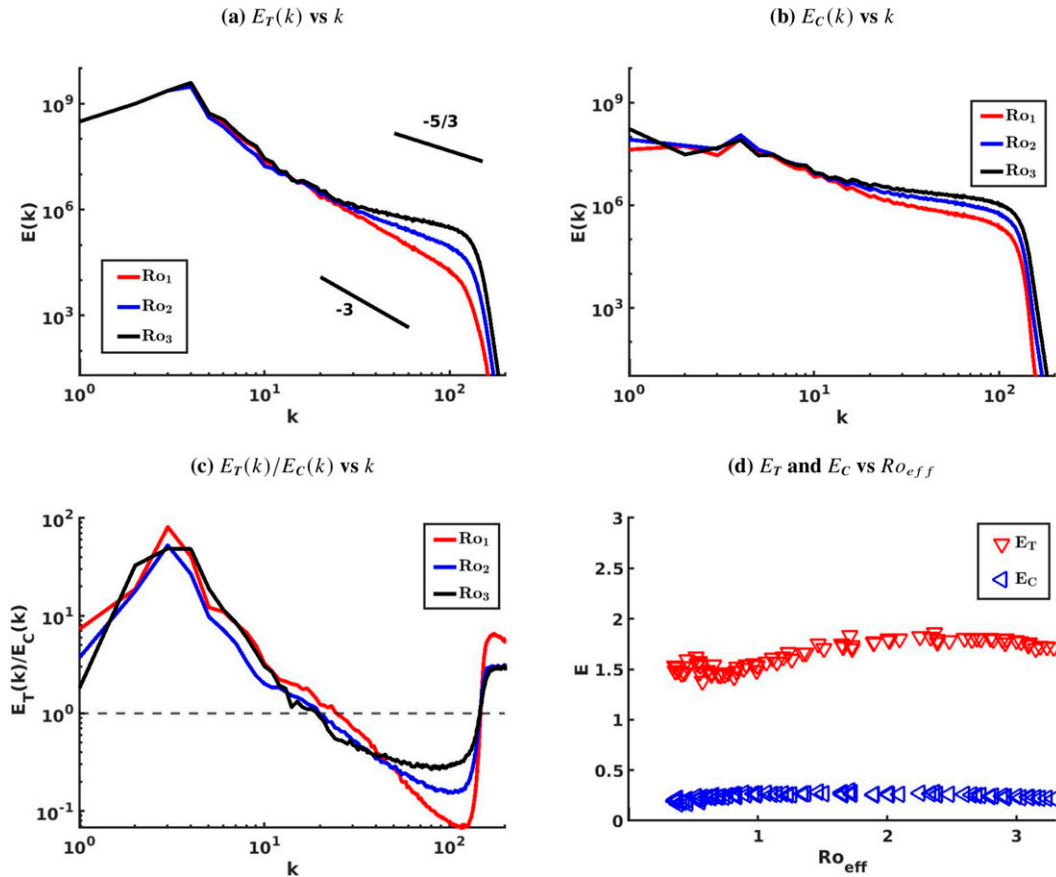 (a) E_T(k) vs k
10^9
10^6
10^3
E(k)
-5/3
-3
Ro_1
Ro_2
Ro_3
10^0
10^1
10^2
k
(b) E_C(k) vs k
10^9
10^6
10^3
E(k)
Ro_1
Ro_2
Ro_3
10^0
10^1
10^2
k
(c) E_T(k)/E_C(k) vs k
10^2
10^1
10^0
10^-1
E_T(k)/E_C(k)
Ro_1
Ro_2
Ro_3
10^0
10^1
10^2
k
(d) E_T and E_C vs Ro_eff
3
2.5
2
1.5
1
0.5
0
E
E_T
E_C
1
2
3
Ro_eff